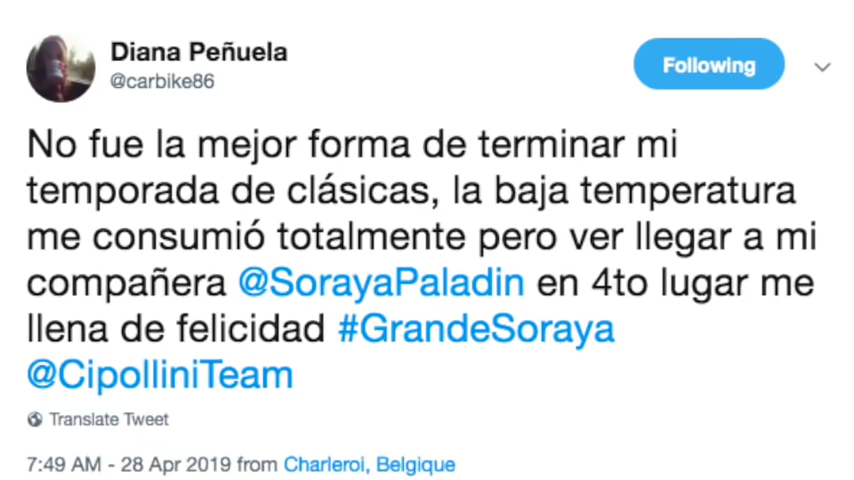 Diana Peñuela
@carbike86
Following
No fue la mejor forma de terminar mi
temporada de clásicas, la baja temperatura
me consumió totalmente pero ver llegar a mi
compañera @SorayaPaladin en 4to lugar me
llena de felicidad #GrandeSoraya
@CipolliniTeam
Translate Tweet
7:49 AM - 28 Apr 2019 from Charleroi, Belgique